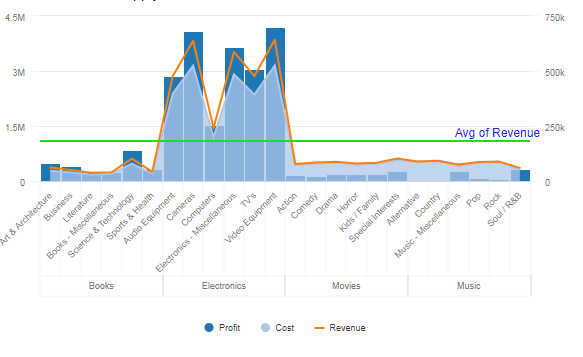 4.5M
750k
3M
500k
Avg of Revenue
1.5M
250k
0
0
Art & Architecture
Business
Literature
Books - Miscellaneous
Science & Technology
Sports & Health
Audio Equipment
Cameras
Computers
Electronics - Miscellaneous
TV's
Video Equipment
Action
Comedy
Drama
Horror
Kids / Family
Special Interests
Alternative
Country
Music - Miscellaneous
Pop
Rock
Soul / R&B
Books Electronics Movies Music
Profit Cost Revenue